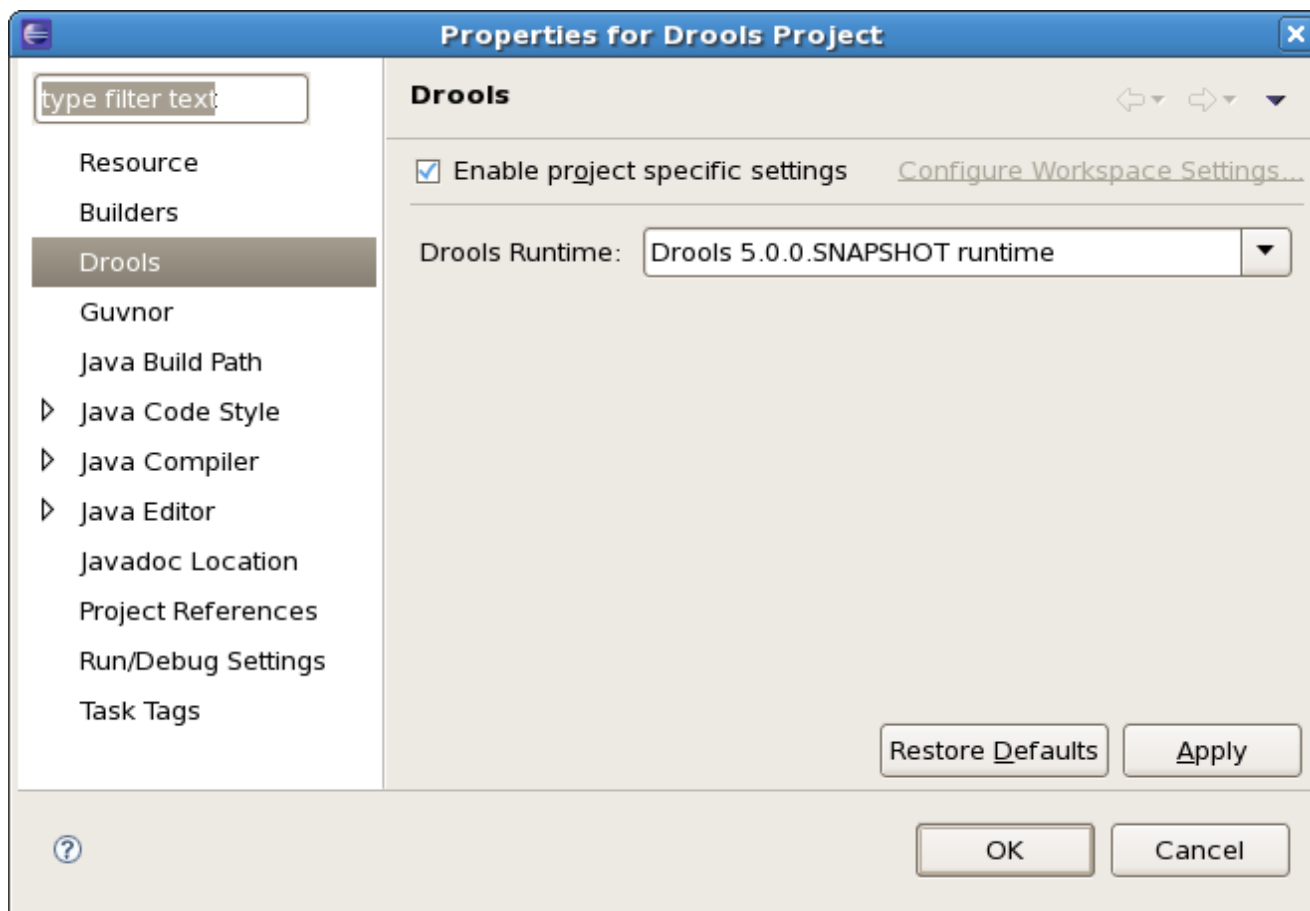 Properties for Drools Project
type filter text
Resource
Builders
Drools
Guvnor
Java Build Path
Java Code Style
Java Compiler
Java Editor
Javadoc Location
Project References
Run/Debug Settings
Task Tags
Drools
Enable project specific settings Configure Workspace Settings...
Drools Runtime: Drools 5.0.0.SNAPSHOT runtime
Restore Defaults Apply
OK Cancel